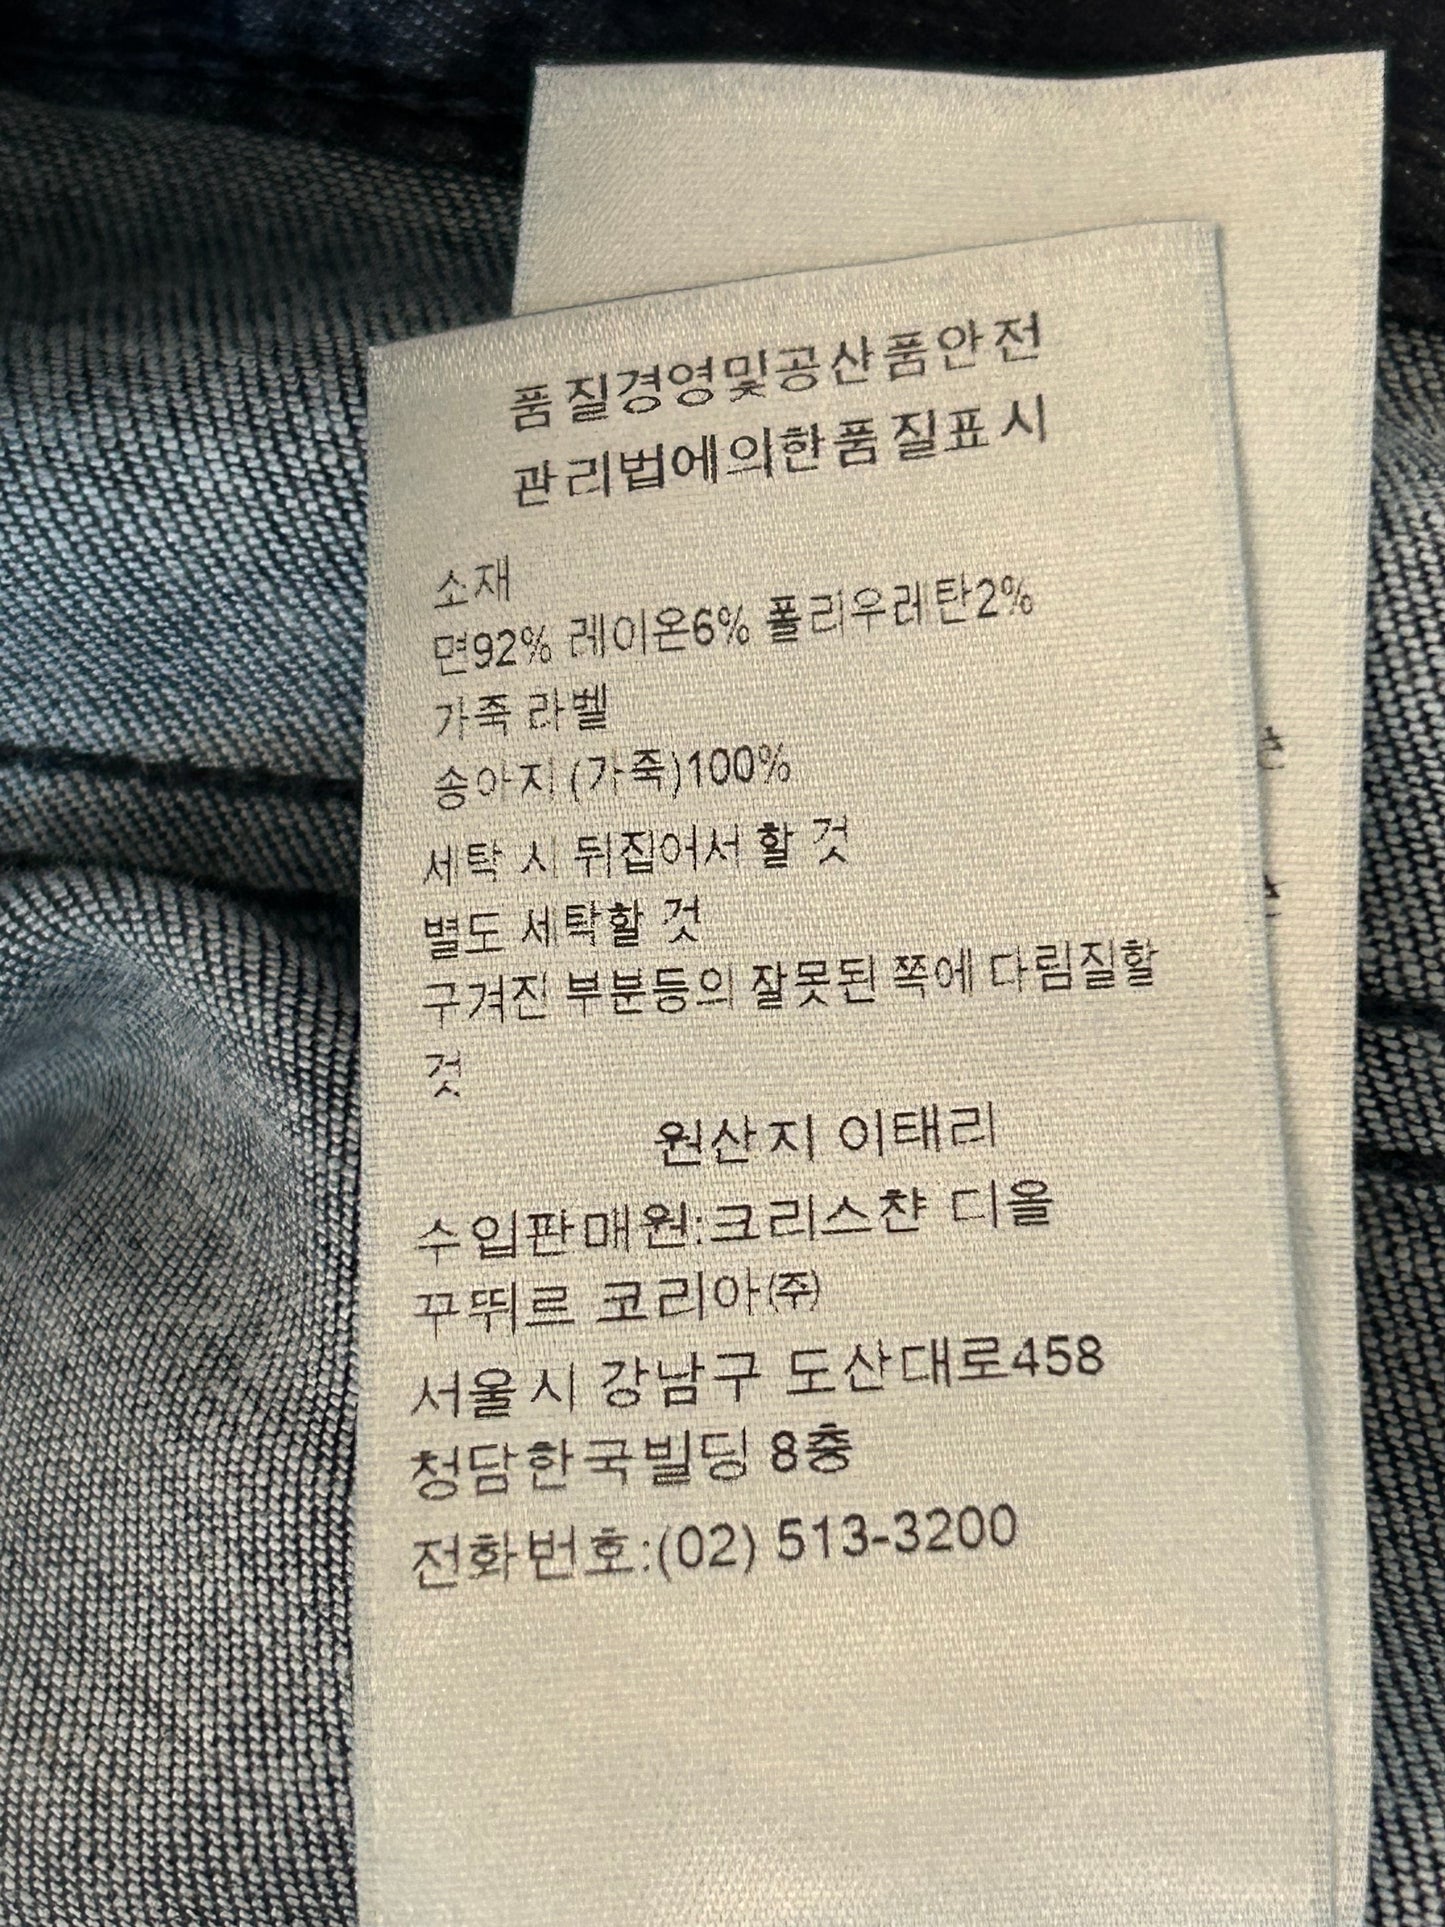 품질경영및공산품안전
관리법에의한품질표시
소재
면92% 레이온6% 폴리우레탄2%
가죽 라벨
송아지 (가죽)100%
세탁 시 뒤집어서 할 것
별도 세탁할 것
구겨진 부분등의 잘못된 쪽에 다림질할
것
원산지 이태리
수입판매원:크리스챤 디올
꾸뛰르 코리아㈜
서울시 강남구 도산대로458
청담한국빌딩 8층
전화번호:(02) 513-3200